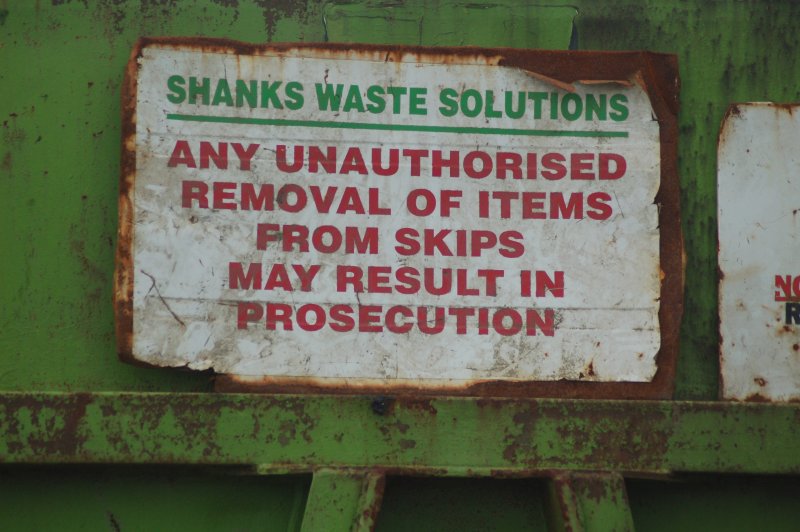 SHANKS WASTE SOLUTIONS
ANY UNAUTHORISED
REMOVAL OF ITEMS
FROM SKIPS
MAY RESULT IN
PROSECUTION